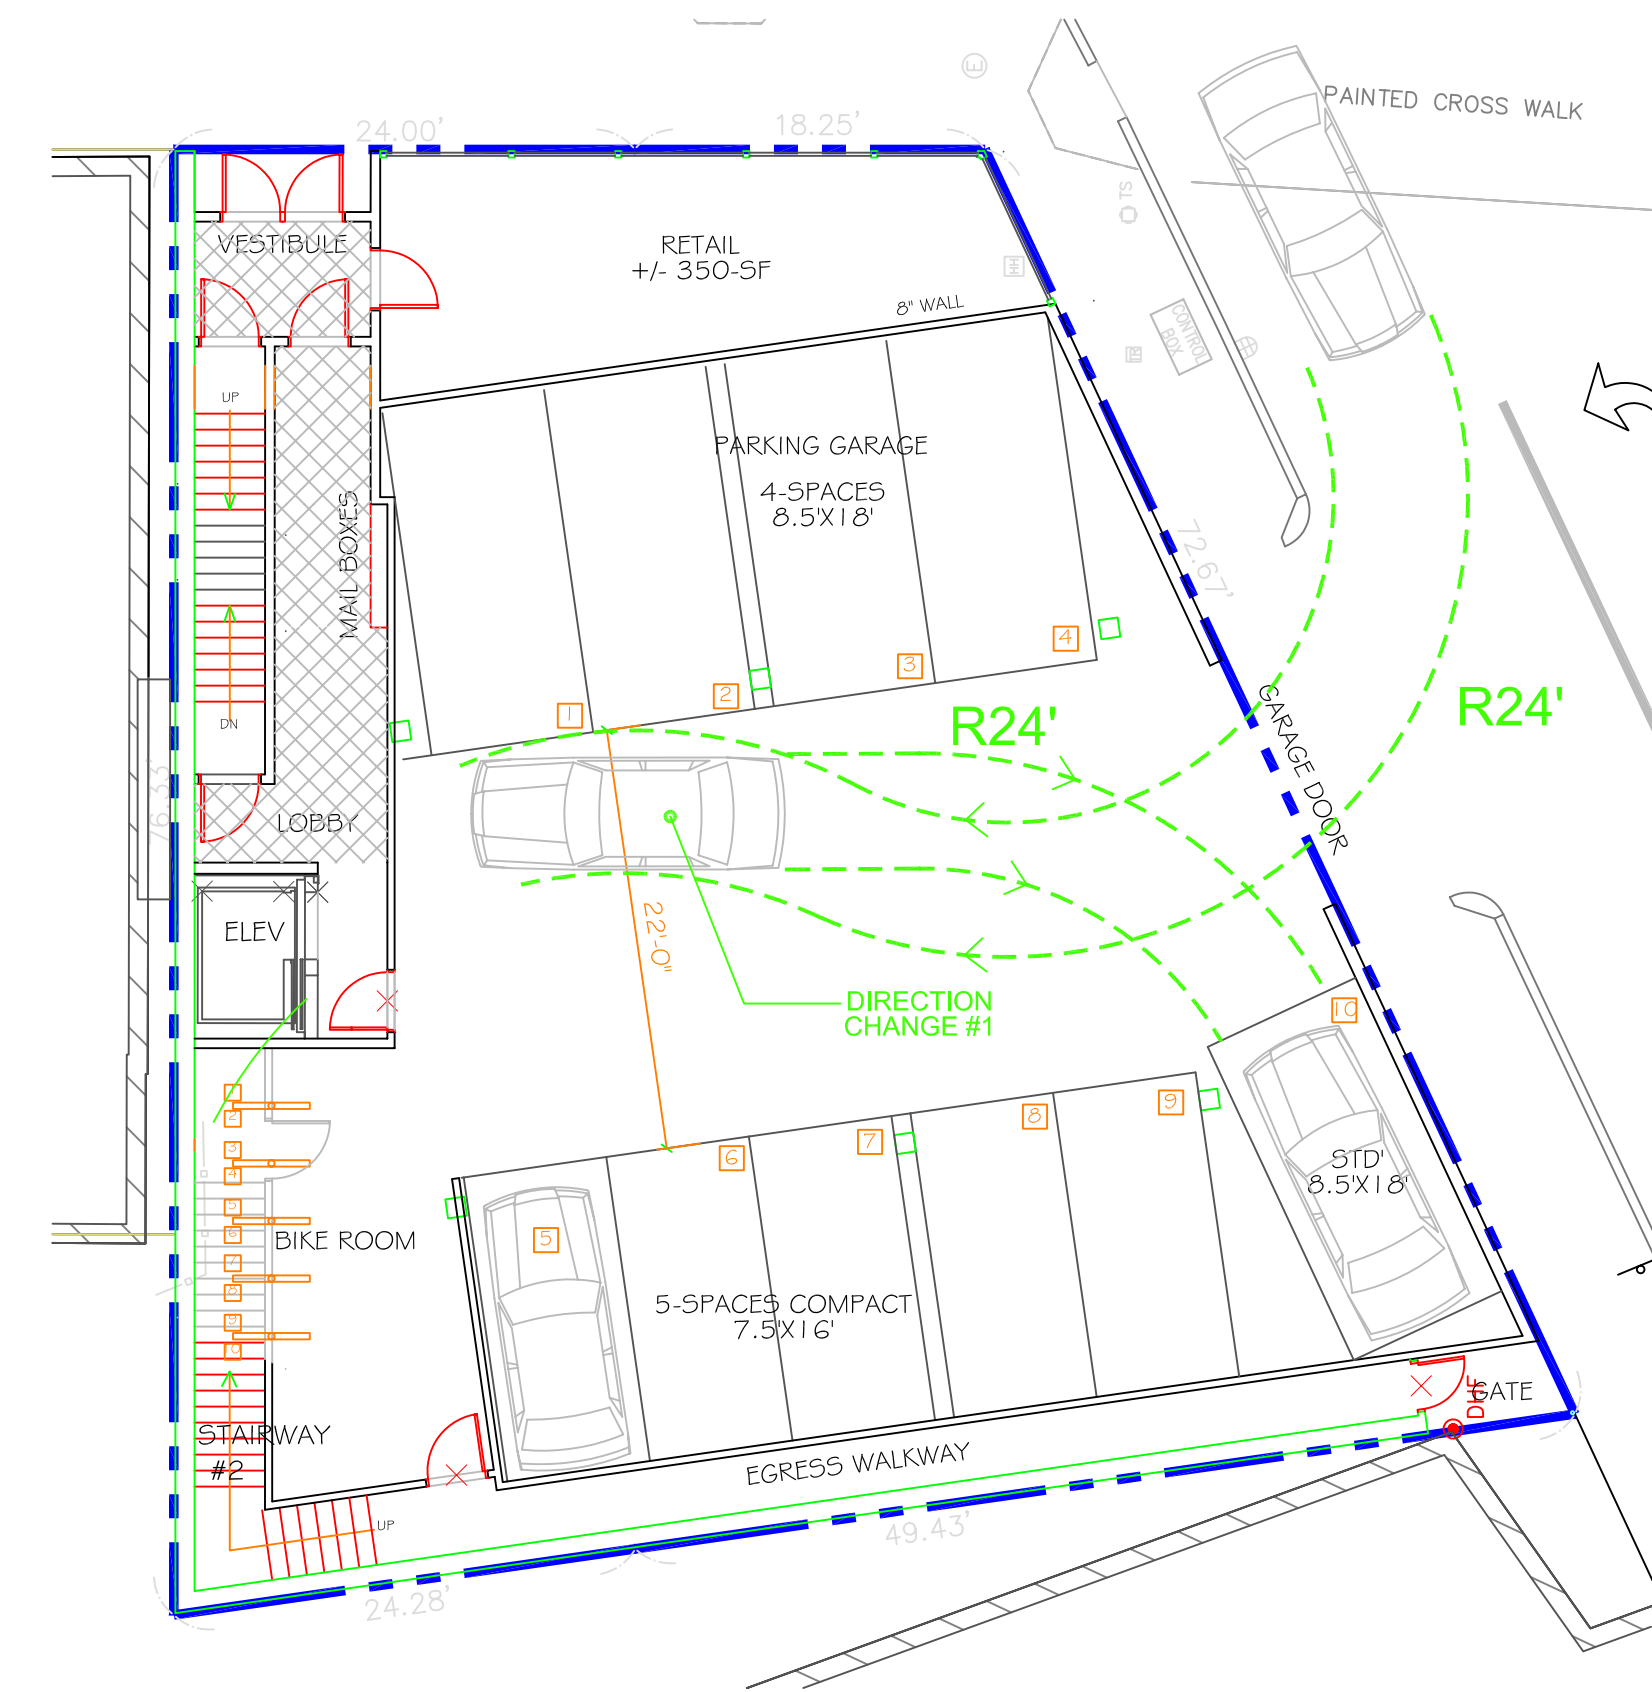 24.00'
18.25'
E
PAINTED CROSS WALK
TS
VESTIBULE
RETAIL
+/- 350-SF
8" WALL
CONTROL
BOX
UP
PARKING GARAGE
4-SPACES
8.5'X18'
MAIL BOXES
72.67'
4
3
2
1
DN
R24'
R24'
GARAGE DOOR
76.33'
LOBBY
ELEV
22'-0"
DIRECTION
CHANGE #1
10
1
2
3
4
5
6
7
8
9
10
9
8
7
6
5
STD'
8.5'X18'
BIKE ROOM
5-SPACES COMPACT
7.5'X16'
GATE
DHF
STAIRWAY
#2
EGRESS WALKWAY
UP
49.43'
24.28'